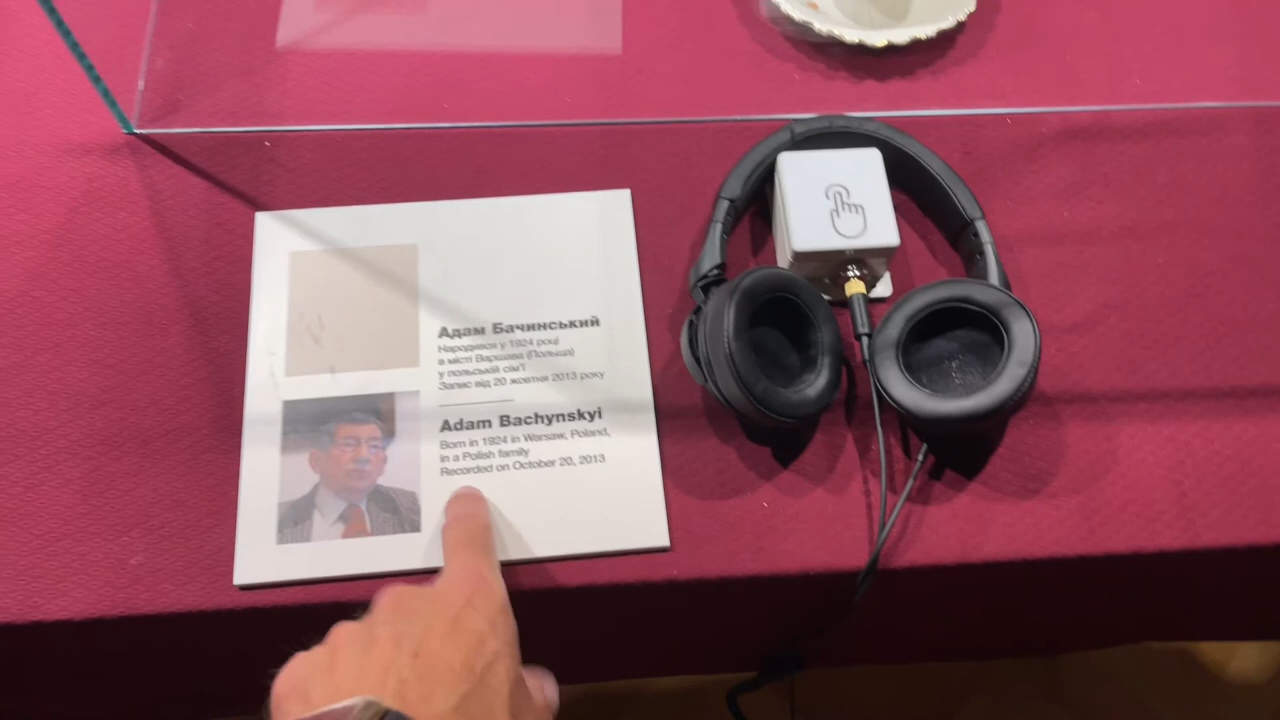 Адам Бачинський
Народився у 1924 році
в місті Варшава (Польща)
у польській сім'ї
Запис від 20 жовтня 2013 року
Adam Bachynskyi
Born in 1924 in Warsaw, Poland,
in a Polish family
Recorded on October 20, 2013